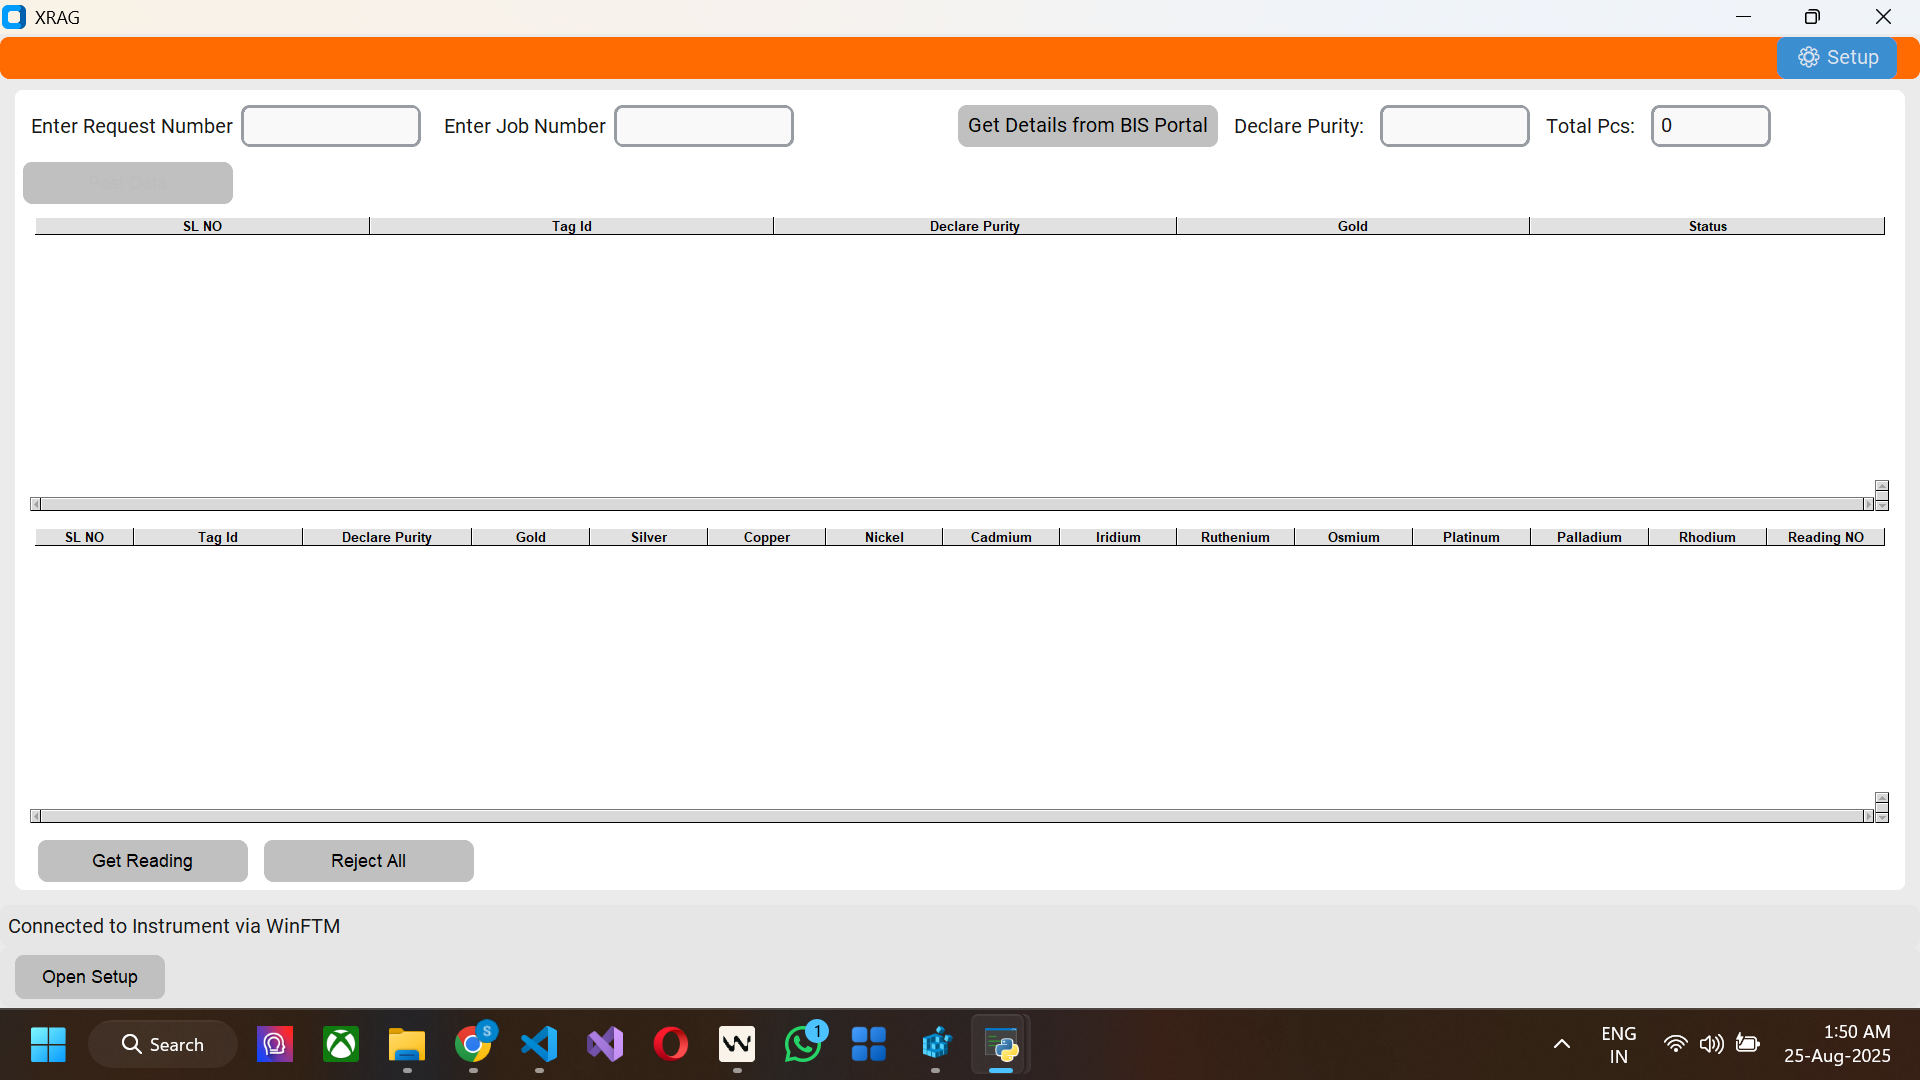 XRAG
Setup
Enter Request Number Enter Job Number Get Details from BIS Portal Declare Purity: Total Pcs: 0
SL NO Tag Id Declare Purity Gold Status
SL NO Tag Id Declare Purity Gold Silver Copper Nickel Cadmium Iridium Ruthenium Osmium Platinum Palladium Rhodium Reading NO
Get Reading Reject All
Connected to Instrument via WinFTM
Open Setup
Search
S
1
ENG
IN
1:50 AM
25-Aug-2025